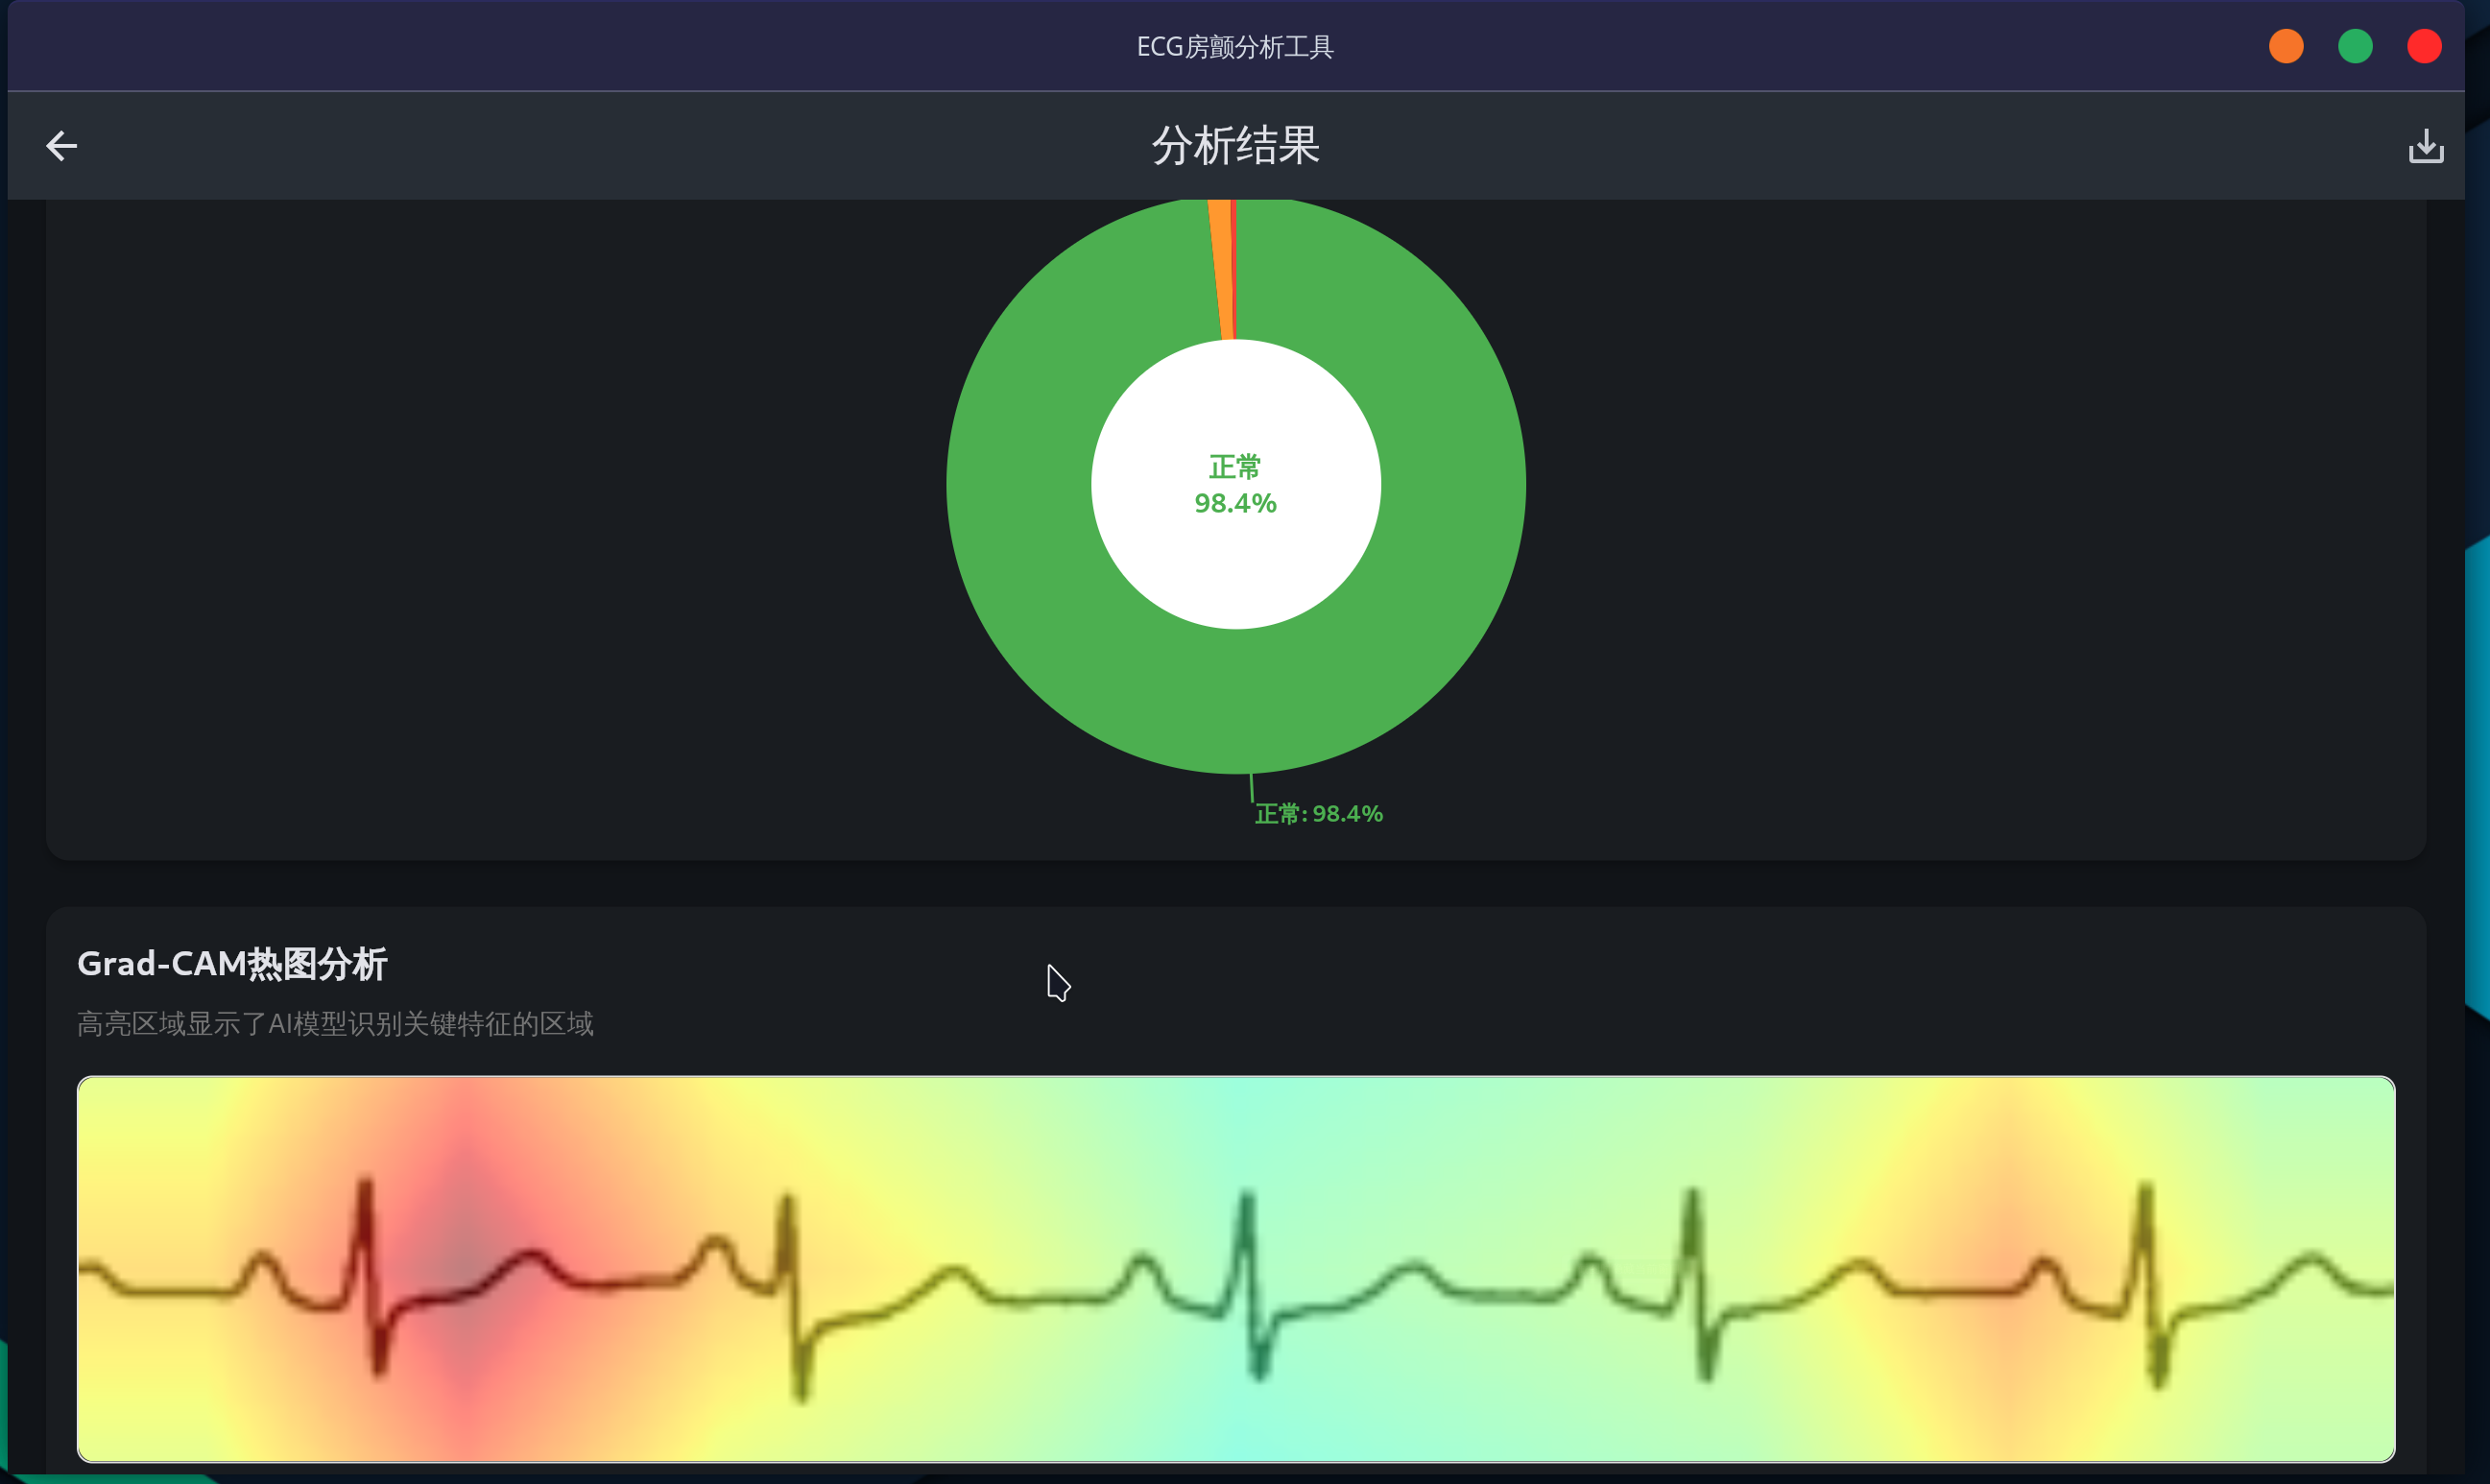 ECG房颤分析工具
分析结果
正常
98.4%
正常: 98.4%
Grad-CAM热图分析
高亮区域显示了AI模型识别关键特征的区域